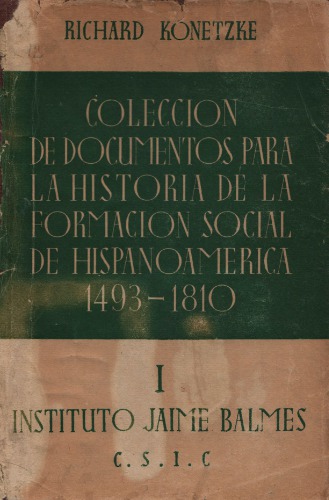 RICHARD KONETZKE
COLECCION
DE DOCUMENTOS PARA
LA HISTORIA DE LA
FORMACION SOCIAL
DE HISPANOAMERICA
1493-1810
I
INSTITUTO JAIME BALMES
C. S. I. C